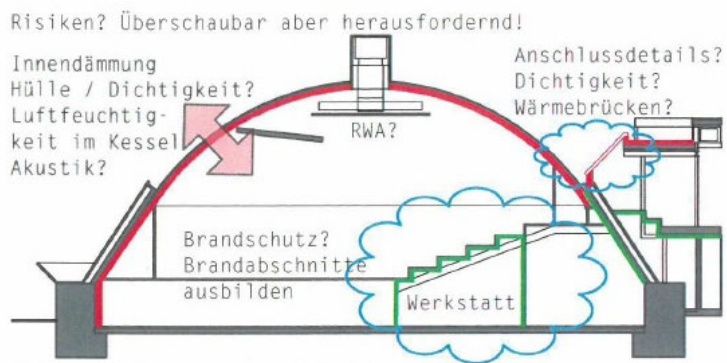 Risiken? Überschaubar aber herausfordernd!
Innendämmung
Hülle / Dichtigkeit?
Luftfeuchtig-
keit im Kessel
Akustik?
RWA?
Anschlussdetails?
Dichtigkeit?
Wärmebrücken?
Brandschutz?
Brandabschnitte
ausbilden
Werkstatt